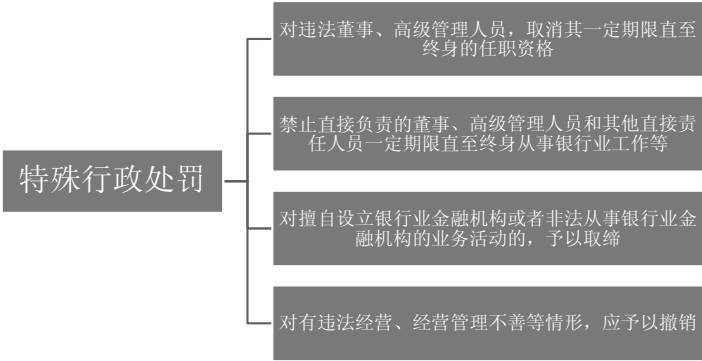 特殊行政处罚
对违法董事、高级管理人员，取消其一定期限直至
终身的任职资格
禁止直接负责的董事、高级管理人员和其他直接责
任人员一定期限直至终身从事银行业工作等
对擅自设立银行业金融机构或者非法从事银行业金
融机构的业务活动的，予以取缔
对有违法经营、经营管理不善等情形，应予以撤销